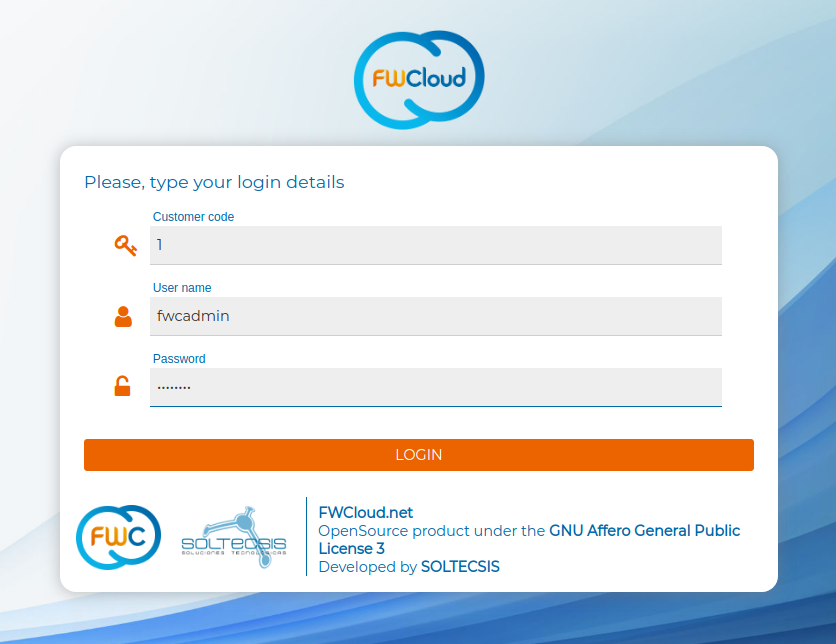 FWCloud
Please, type your login details
Customer code
1
User name
fwcadmin
Password
••••••••
LOGIN
FWC
SOLTECSIS
SOLUCIONES TECNOLOGICAS
FWCloud.net
OpenSource product under the GNU Affero General Public
License 3
Developed by SOLTECSIS